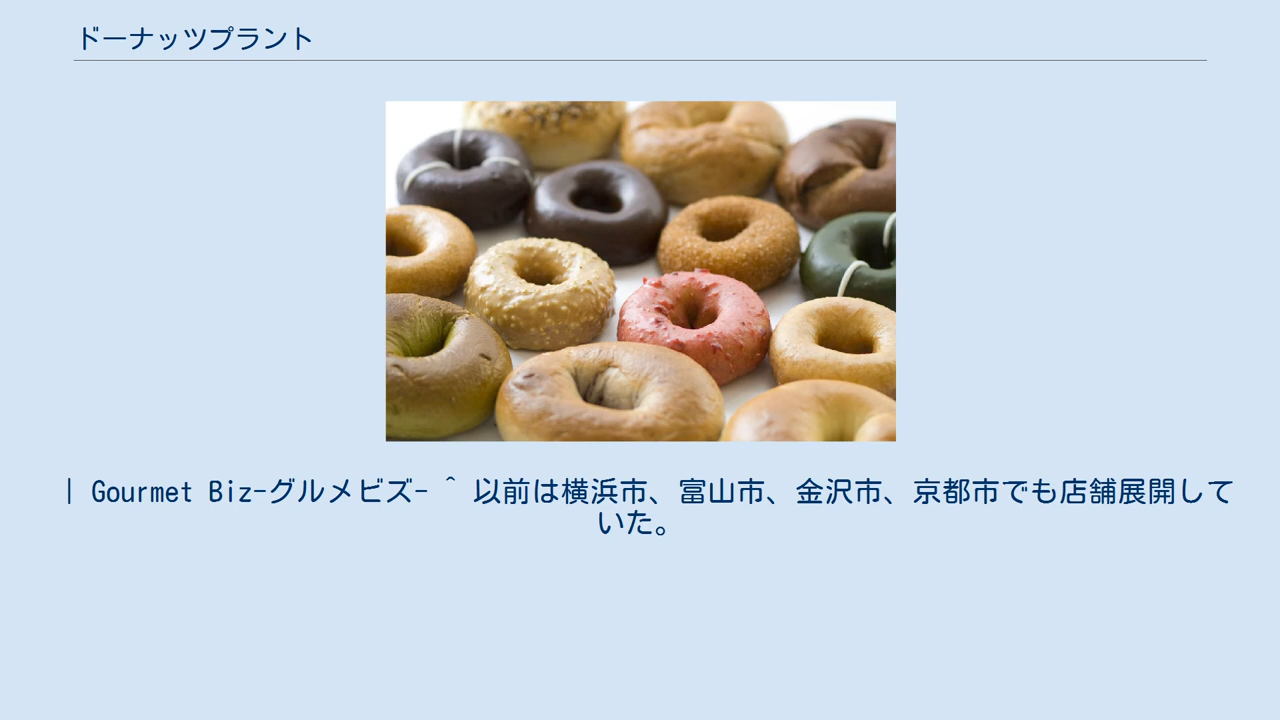 ドーナッツプラント
| Gourmet Biz-グルメビズ- ^ 以前は横浜市、富山市、金沢市、京都市でも店舗展開して
いた。